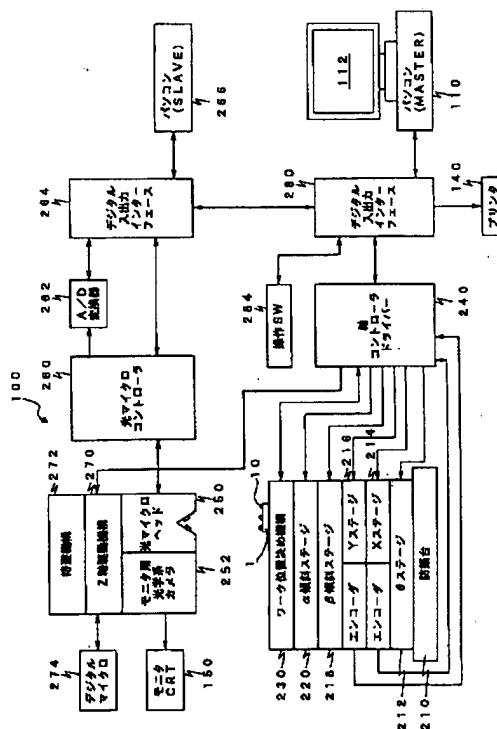 100
272
270
待避機構
Z軸駆動機構
モニタ用
光学系
カメラ
光マイクロ
ヘッド
250
252
274
デジタル
マイクロ
モニタ
CRT
150
260
光マイクロ
コントローラ
262
A/D
変換器
264
デジタル
入出力
インター
フェース
パソコン
(SLAVE)
266
10
1
ワーク位置決め機構
α傾斜ステージ
β傾斜ステージ
エンコーダ
Yステージ
エンコーダ
Xステージ
θステージ
防振台
216
214
230
220
218
212
210
284
操作SW
軸
コントローラ
ドライバー
240
280
デジタル
入出力
インター
フェース
112
パソコン
(MASTER)
110
140
プリンタ